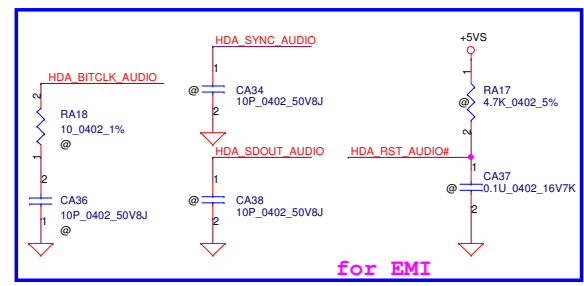 HDA_BITCLK_AUDIO
2
RA18
10_0402_1%
@
1
2
CA36
10P_0402_50V8J
1
@
HDA_SYNC_AUDIO
1
@
CA34
10P_0402_50V8J
2
HDA_SDOUT_AUDIO
1
@
CA38
10P_0402_50V8J
2
+5VS
1
RA17
@
4.7K_0402_5%
2
HDA_RST_AUDIO#
1
CA37
@
0.1U_0402_16V7K
2
for EMI